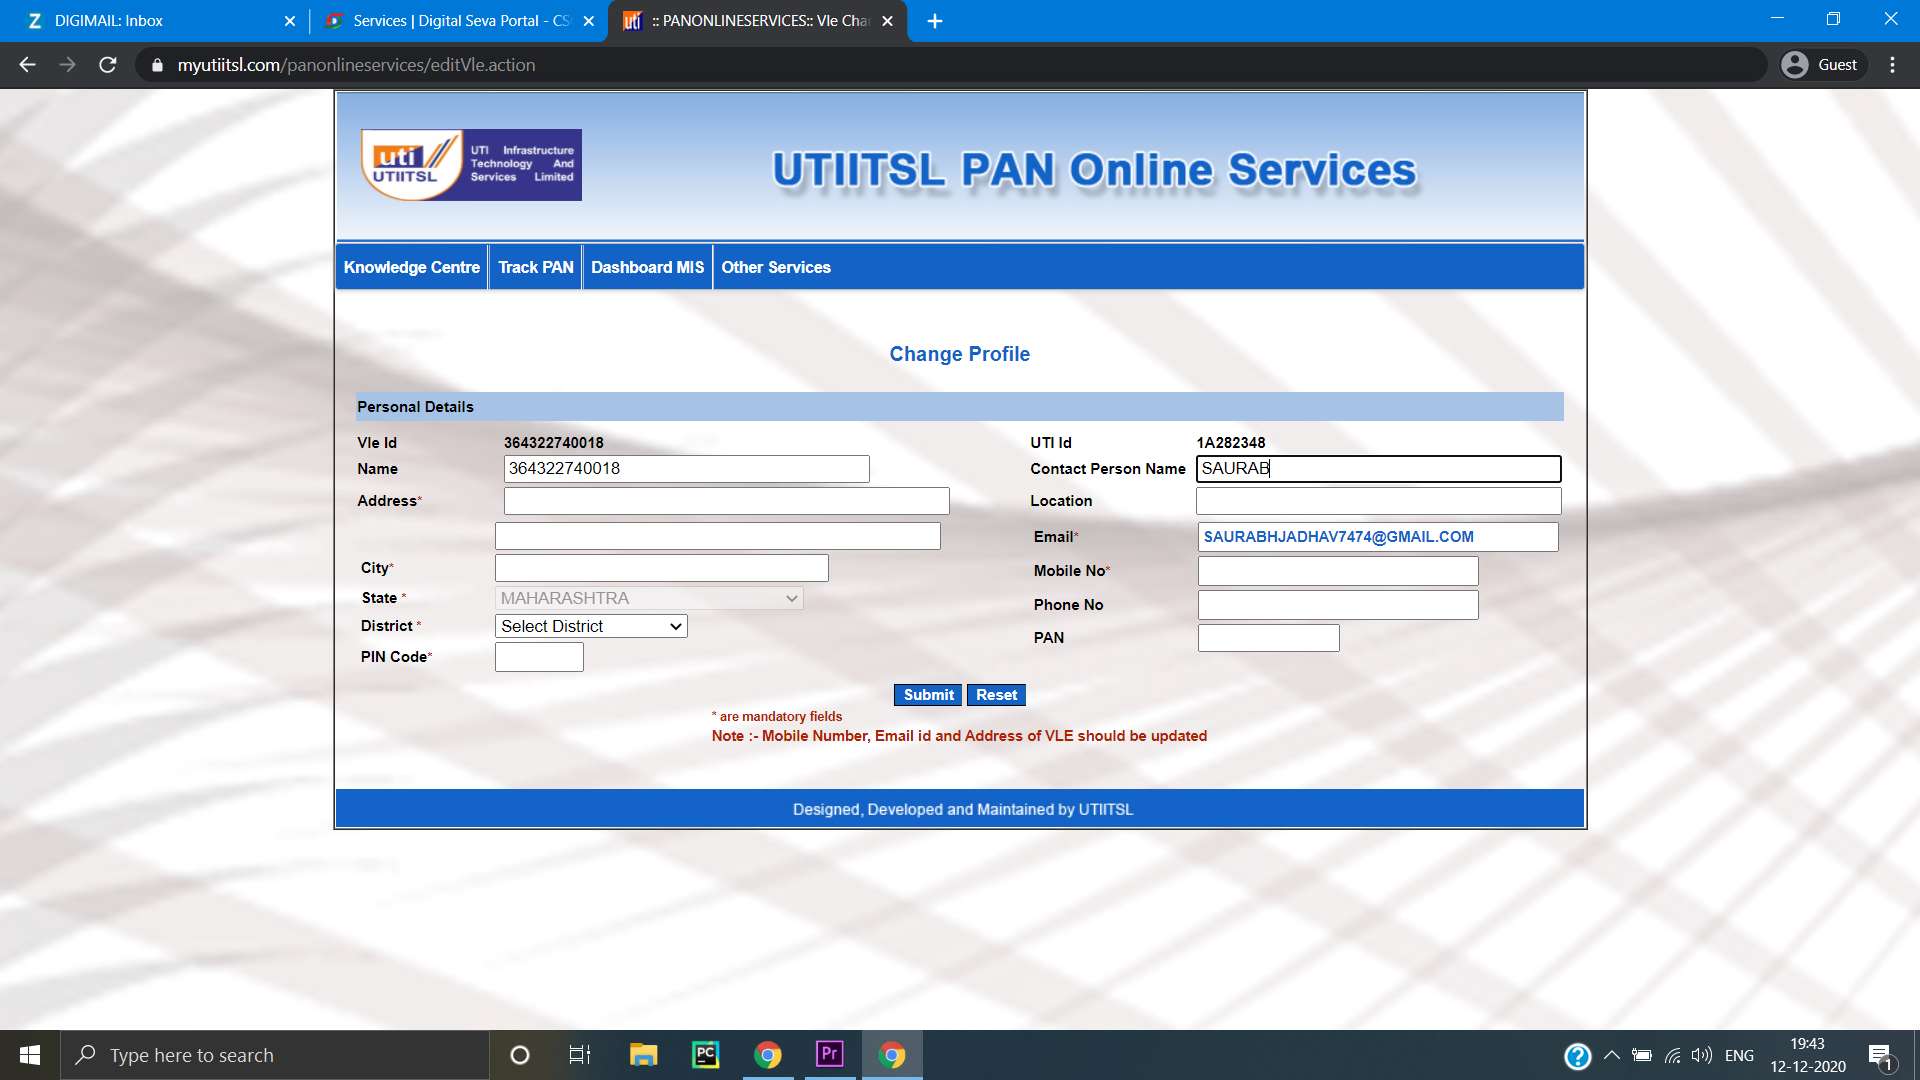 DIGIMAIL: Inbox
Services | Digital Seva Portal - CS
:: PANONLINESERVICES:: Vle Cha
myutiitsl.com/panonlineservices/editVle.action
Guest
uti
UTIITSL
UTI Infrastructure
Technology And
Services Limited
UTIITSL PAN Online Services
Knowledge Centre
Track PAN
Dashboard MIS
Other Services
Change Profile
Personal Details
Vle Id 364322740018 UTI Id 1A282348
Name 364322740018 Contact Person Name SAURAB
Address* Location
Email* SAURABHJADHAV7474@GMAIL.COM
City* Mobile No*
State * MAHARASHTRA
Phone No
District * Select District
PAN
PIN Code*
Submit Reset
* are mandatory fields
Note :- Mobile Number, Email id and Address of VLE should be updated
Designed, Developed and Maintained by UTIITSL
Type here to search
PC
Pr
ENG
19:43
12-12-2020
1